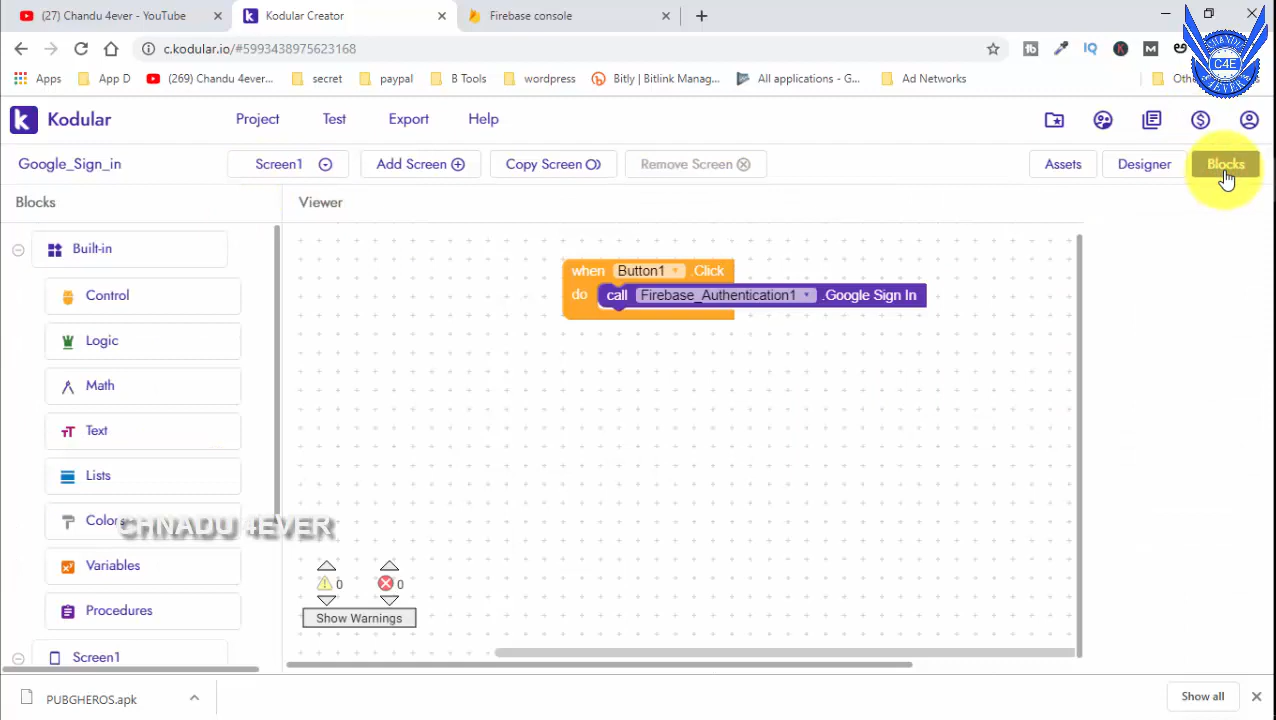 (27) Chandu 4ever - YouTube
Kodular Creator
Firebase console
c.kodular.io/#5993438975623168
Apps
App D
(269) Chandu 4ever...
secret
paypal
B Tools
wordpress
Bitly | Bitlink Manag...
All applications - G...
Ad Networks
CHANDU
C4E
4EVER
Kodular
Project
Test
Export
Help
Google_Sign_in
Screen1
Add Screen
Copy Screen
Remove Screen
Assets
Designer
Blocks
Blocks
Viewer
Built-in
Control
Logic
Math
Text
Lists
Colors
Variables
Procedures
Screen1
when Button1 .Click
do call Firebase_Authentication1 .Google Sign In
CHNADU 4EVER
0 0
Show Warnings
PUBGHEROS.apk
Show all